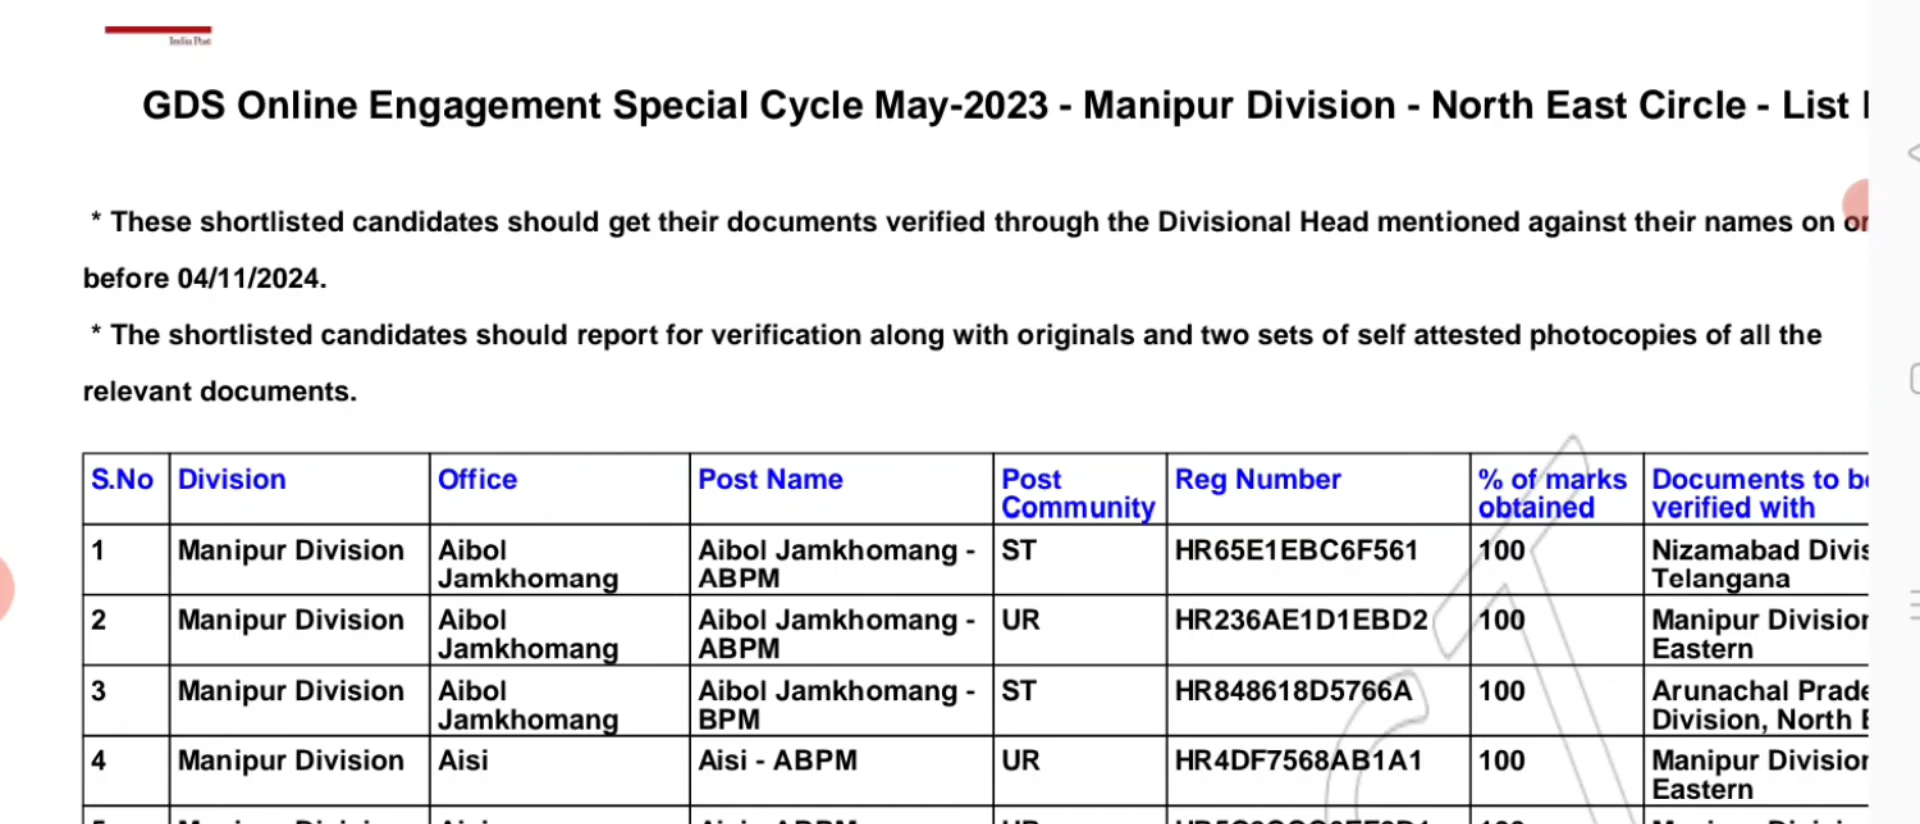 India Post
GDS Online Engagement Special Cycle May-2023 - Manipur Division - North East Circle - List
* These shortlisted candidates should get their documents verified through the Divisional Head mentioned against their names on or
before 04/11/2024.
* The shortlisted candidates should report for verification along with originals and two sets of self attested photocopies of all the
relevant documents.
S.No Division Office Post Name Post Community Reg Number % of marks obtained Documents to be verified with
1 Manipur Division Aibol Jamkhomang Aibol Jamkhomang - ABPM ST HR65E1EBC6F561 100 Nizamabad Divis Telangana
2 Manipur Division Aibol Jamkhomang Aibol Jamkhomang - ABPM UR HR236AE1D1EBD2 100 Manipur Division Eastern
3 Manipur Division Aibol Jamkhomang Aibol Jamkhomang - BPM ST HR848618D5766A 100 Arunachal Prade Division, North E
4 Manipur Division Aisi Aisi - ABPM UR HR4DF7568AB1A1 100 Manipur Division Eastern